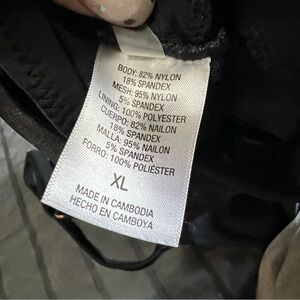 BODY: 82% NYLON
18% SPANDEX
MESH: 95% NYLON
5% SPANDEX
LINING: 100% POLYESTER
CUERPO: 82% NAILON
18% SPANDEX
MALLA: 95% NAILON
5% SPANDEX
FORRO: 100% POLIÉSTER
XL
MADE IN CAMBODIA
HECHO EN CAMBOYA